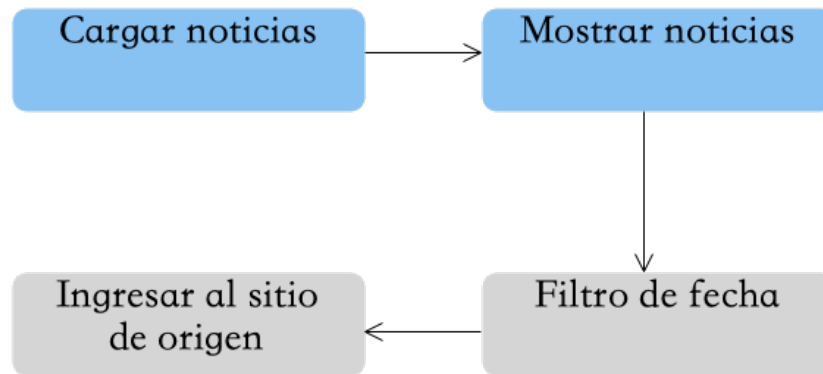 Cargar noticias
Mostrar noticias
Ingresar al sitio
de origen
Filtro de fecha